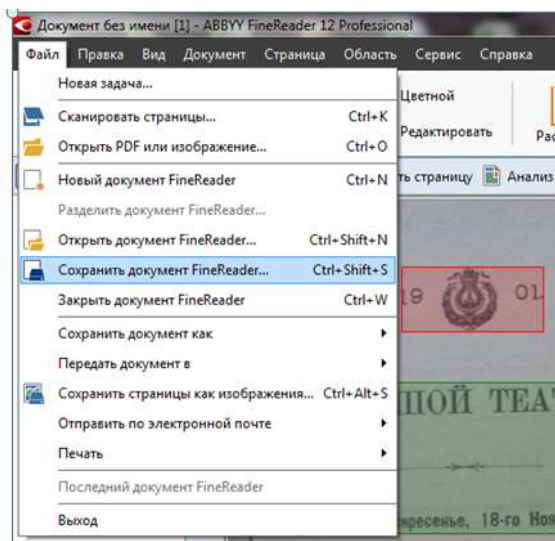 Документ без имени [1] - ABBYY FineReader 12 Professional
Файл Правка Вид Документ Страница Область Сервис Справка
Новая задача...
Цветной
Сканировать страницы... Ctrl+K
Редактировать
Открыть PDF или изображение... Ctrl+O
Новый документ FineReader Ctrl+N
страницу Анализ
Разделить документ FineReader...
Открыть документ FineReader... Ctrl+Shift+N
Сохранить документ FineReader... Ctrl+Shift+S
19 01
Закрыть документ FineReader Ctrl+W
Сохранить документ как
Передать документ в
Сохранить страницы как изображения... Ctrl+Alt+S
ШОЙ ТЕА
Отправить по электронной почте
Печать
Последний документ FineReader
Выход
кресенье, 18-го Ноя